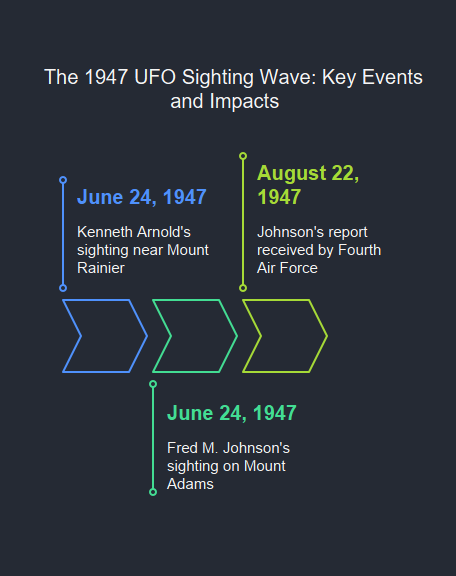 The 1947 UFO Sighting Wave: Key Events
and Impacts
June 24, 1947
Kenneth Arnold's
sighting near Mount
Rainier
August 22,
1947
Johnson's report
received by Fourth
Air Force
June 24, 1947
Fred M. Johnson's
sighting on Mount
Adams